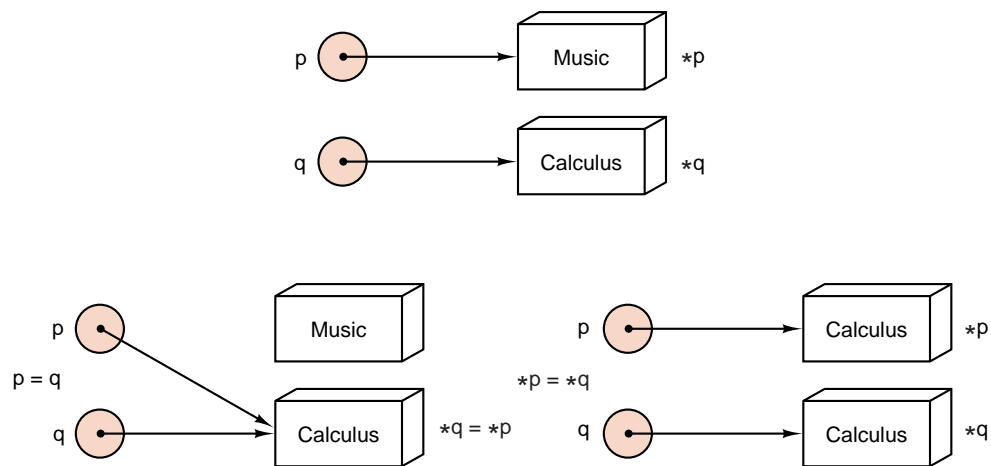 p Music *p
q Calculus *q
p Music
p = q
q Calculus *q = *p
p Calculus *p
*p = *q
q Calculus *q